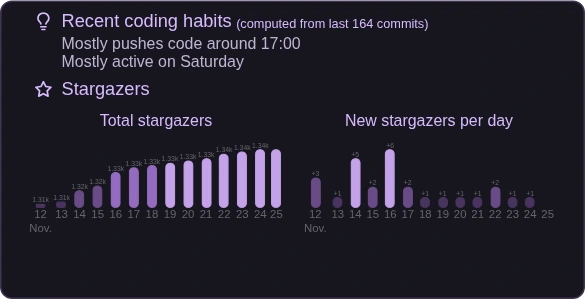 Recent coding habits (computed from last 164 commits)
Mostly pushes code around 17:00
Mostly active on Saturday
Stargazers
Total stargazers
1.31k 1.31k 1.32k 1.32k 1.33k 1.33k 1.33k 1.33k 1.33k 1.33k 1.34k 1.34k 1.34k
12 13 14 15 16 17 18 19 20 21 22 23 24 25
Nov.
New stargazers per day
+3 +1 +5 +2 +6 +2 +1 +1 +1 +1 +2 +1 +1
12 13 14 15 16 17 18 19 20 21 22 23 24 25
Nov.